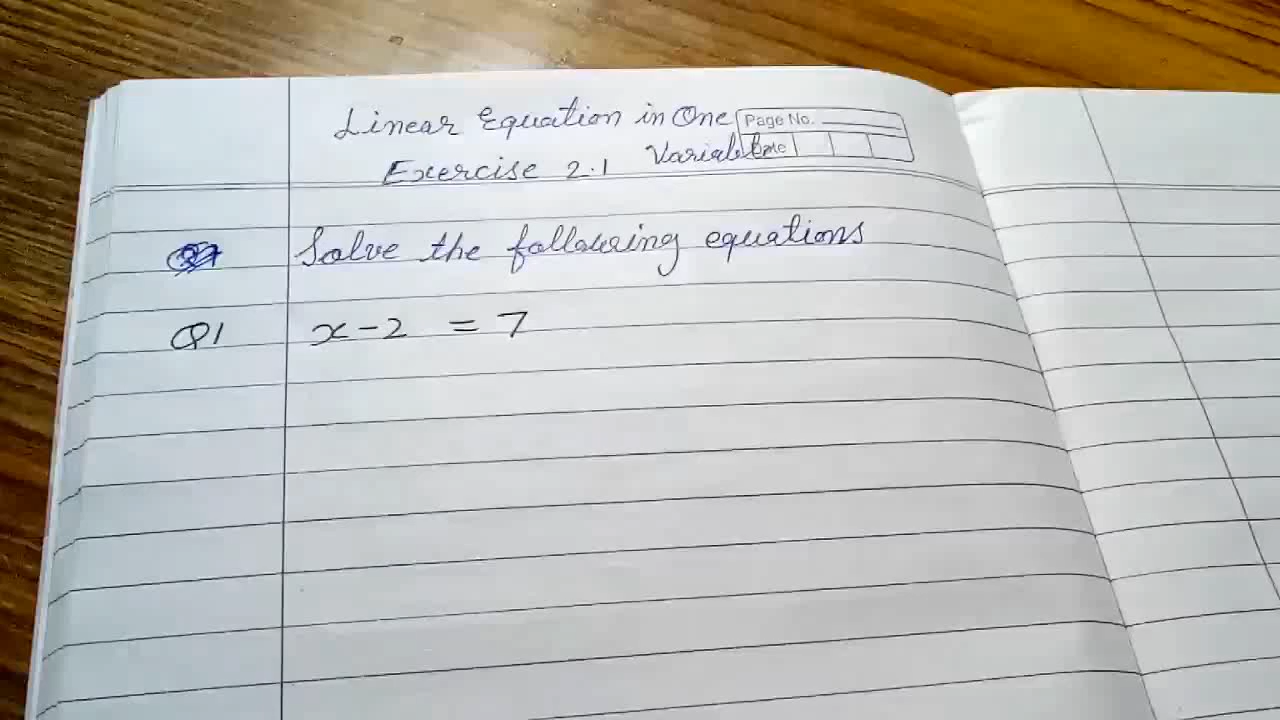 Linear Equation in One
Page No.
Variable
Date
Exercise 2.1
Solve the following equations
Q1 x-2 = 7